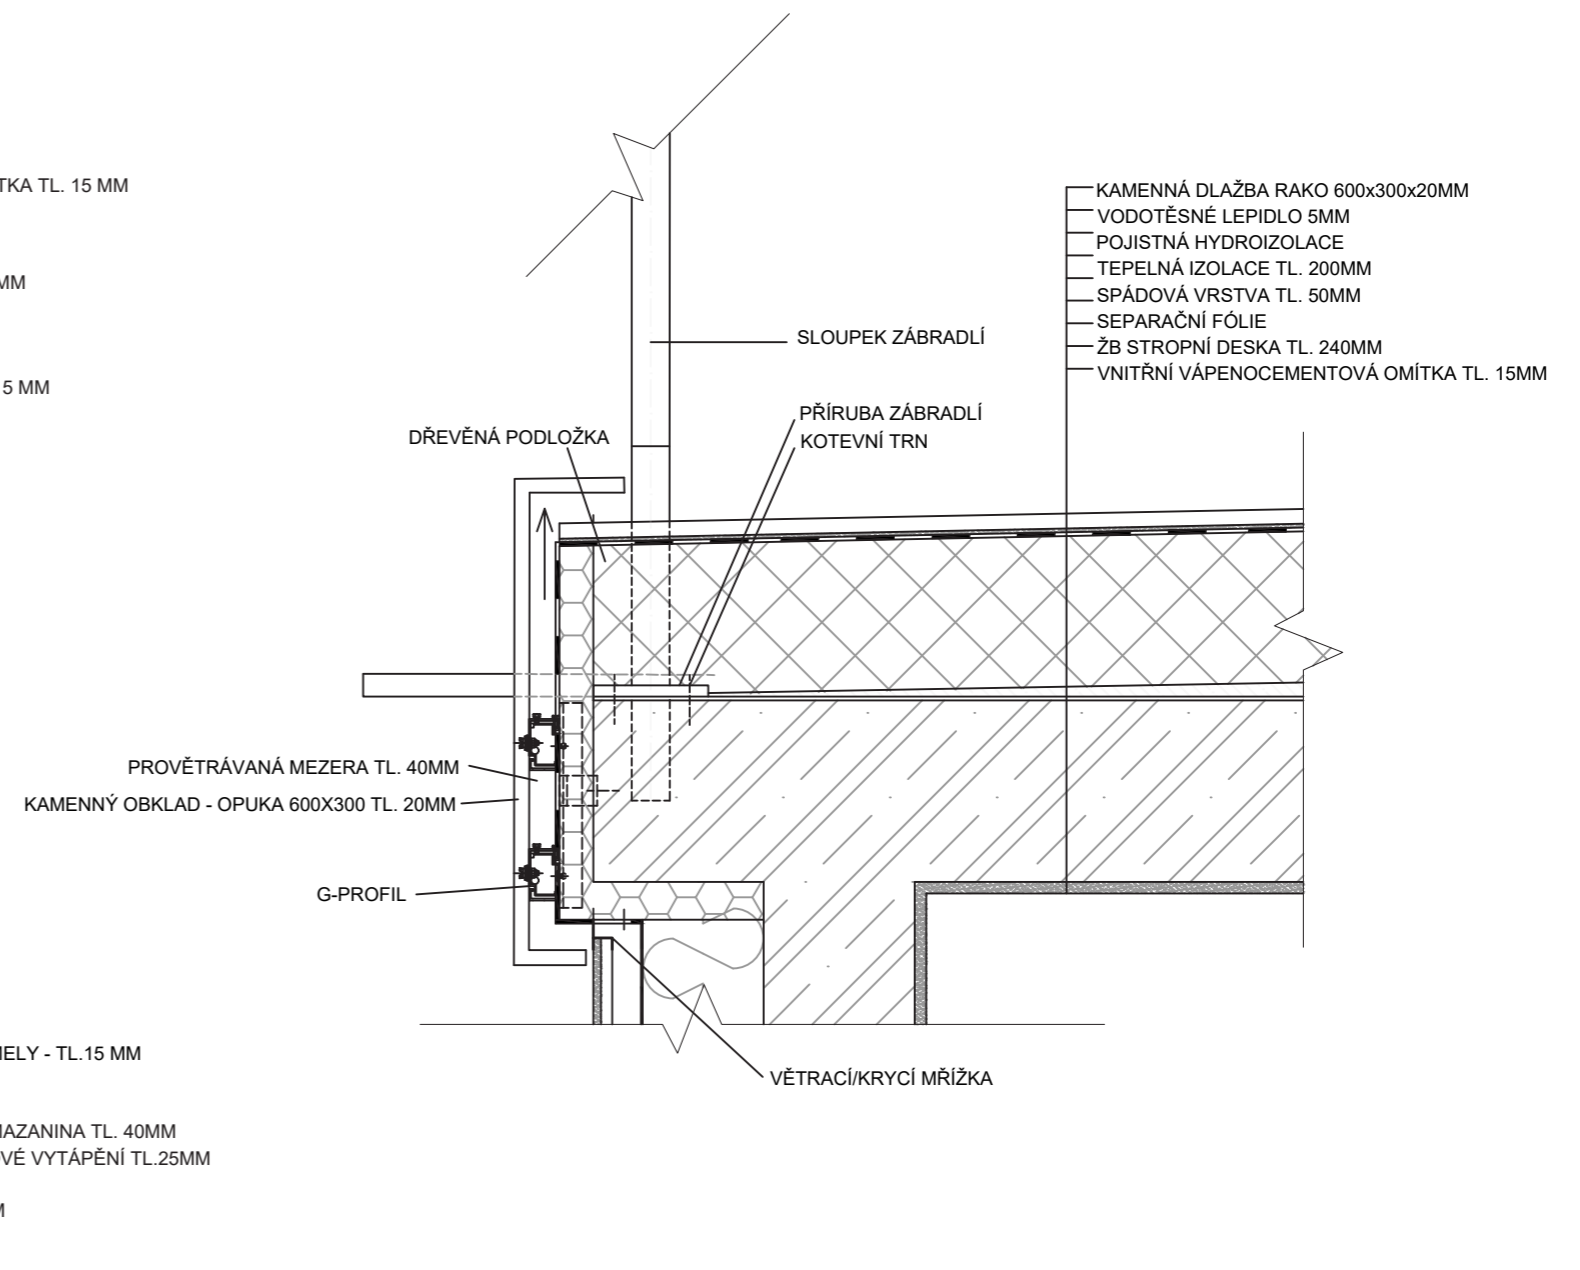 TKA TL. 15 MM
MM
5 MM
KAMENNÁ DLAŽBA RAKO 600x300x20MM
VODOTĚSNÉ LEPIDLO 5MM
POJISTNÁ HYDROIZOLACE
TEPELNÁ IZOLACE TL. 200MM
SPÁDOVÁ VRSTVA TL. 50MM
SEPARAČNÍ FÓLIE
ŽB STROPNÍ DESKA TL. 240MM
VNITŘNÍ VÁPENOCEMENTOVÁ OMÍTKA TL. 15MM
SLOUPEK ZÁBRADLÍ
PŘÍRUBA ZÁBRADLÍ
KOTEVNÍ TRN
DŘEVĚNÁ PODLOŽKA
PROVĚTRÁVANÁ MEZERA TL. 40MM
KAMENNÝ OBKLAD - OPUKA 600X300 TL. 20MM
G-PROFIL
VĚTRACÍ/KRYCÍ MŘÍŽKA
ELY - TL.15 MM
AZANINA TL. 40MM
OVÉ VYTÁPĚNÍ TL.25MM